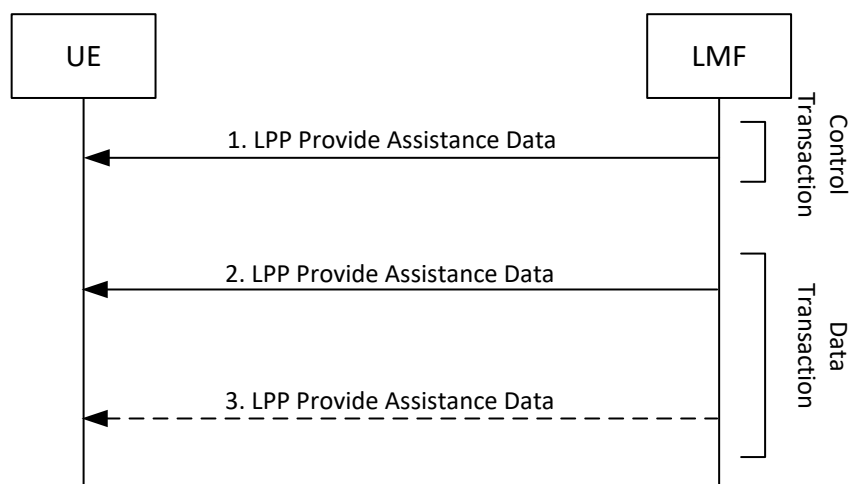 UE
LMF
1. LPP Provide Assistance Data
Control
Transaction
2. LPP Provide Assistance Data
Data
Transaction
3. LPP Provide Assistance Data